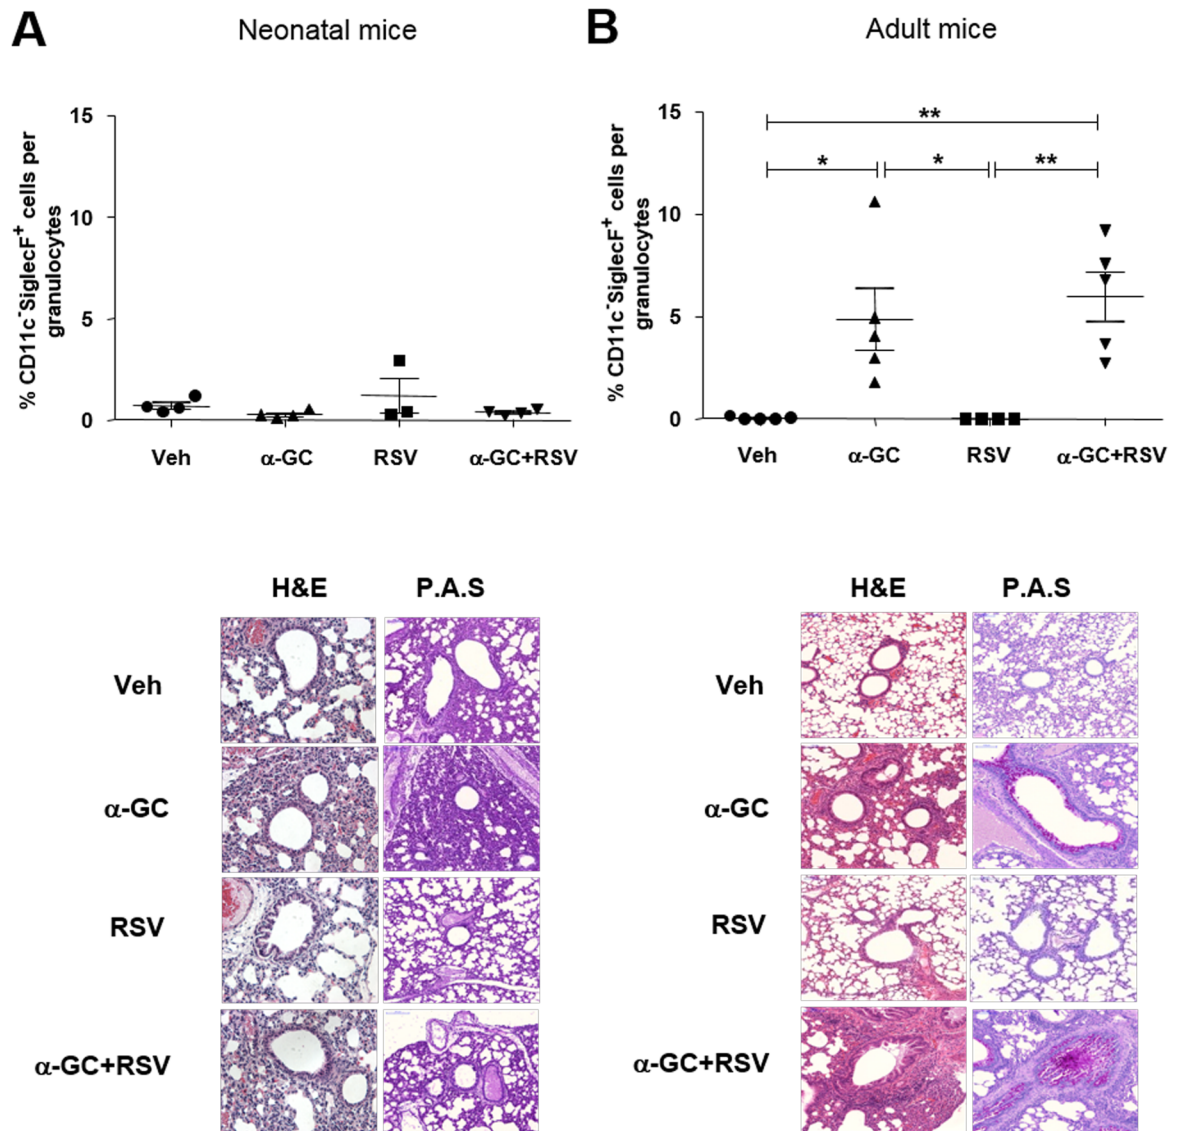 A
Neonatal mice
% CD11c-SiglecF+ cells per
granulocytes
15
10
5
0
Veh α-GC RSV α-GC+RSV
H&E P.A.S
Veh
α-GC
RSV
α-GC+RSV
B
Adult mice
% CD11c-SiglecF+ cells per
granulocytes
15
10
5
0
**
* * **
Veh α-GC RSV α-GC+RSV
H&E P.A.S
Veh
α-GC
RSV
α-GC+RSV